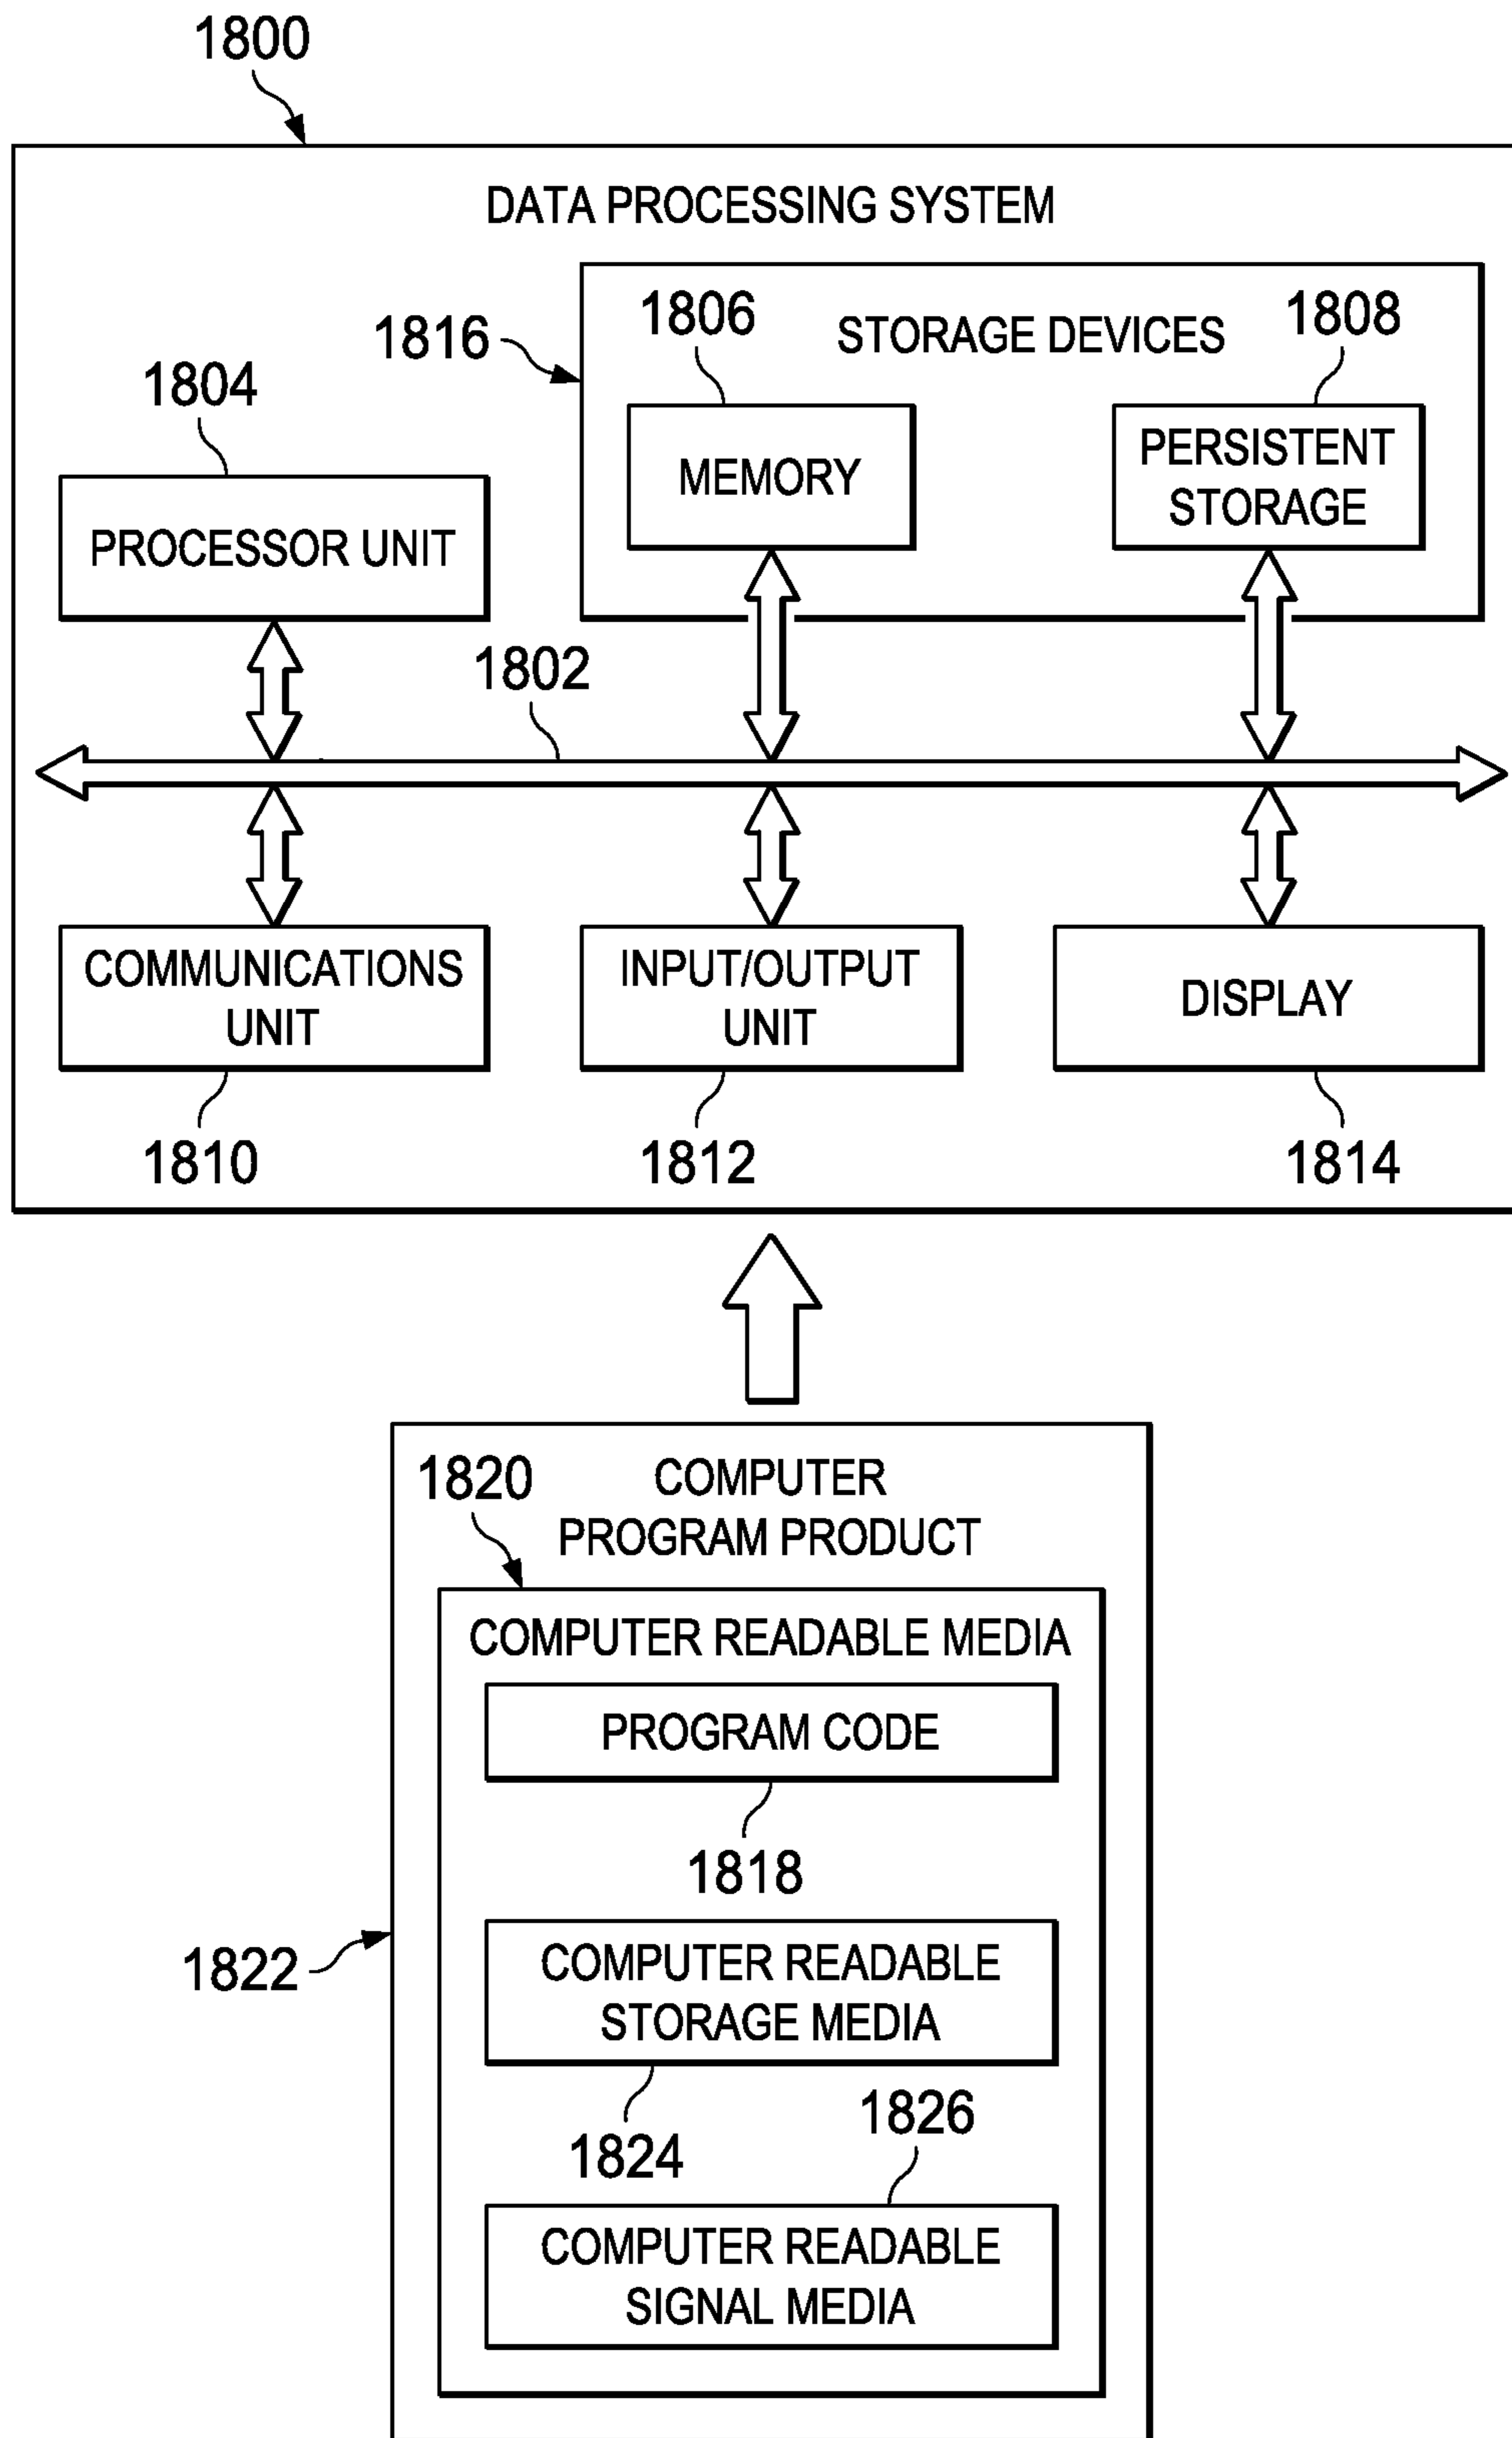 1800
DATA PROCESSING SYSTEM
1806
STORAGE DEVICES
1808
1816
1804
MEMORY
PERSISTENT
STORAGE
PROCESSOR UNIT
1802
COMMUNICATIONS
UNIT
INPUT/OUTPUT
UNIT
DISPLAY
1810
1812
1814
1820
COMPUTER
PROGRAM PRODUCT
COMPUTER READABLE MEDIA
PROGRAM CODE
1818
1822
COMPUTER READABLE
STORAGE MEDIA
1824
1826
COMPUTER READABLE
SIGNAL MEDIA